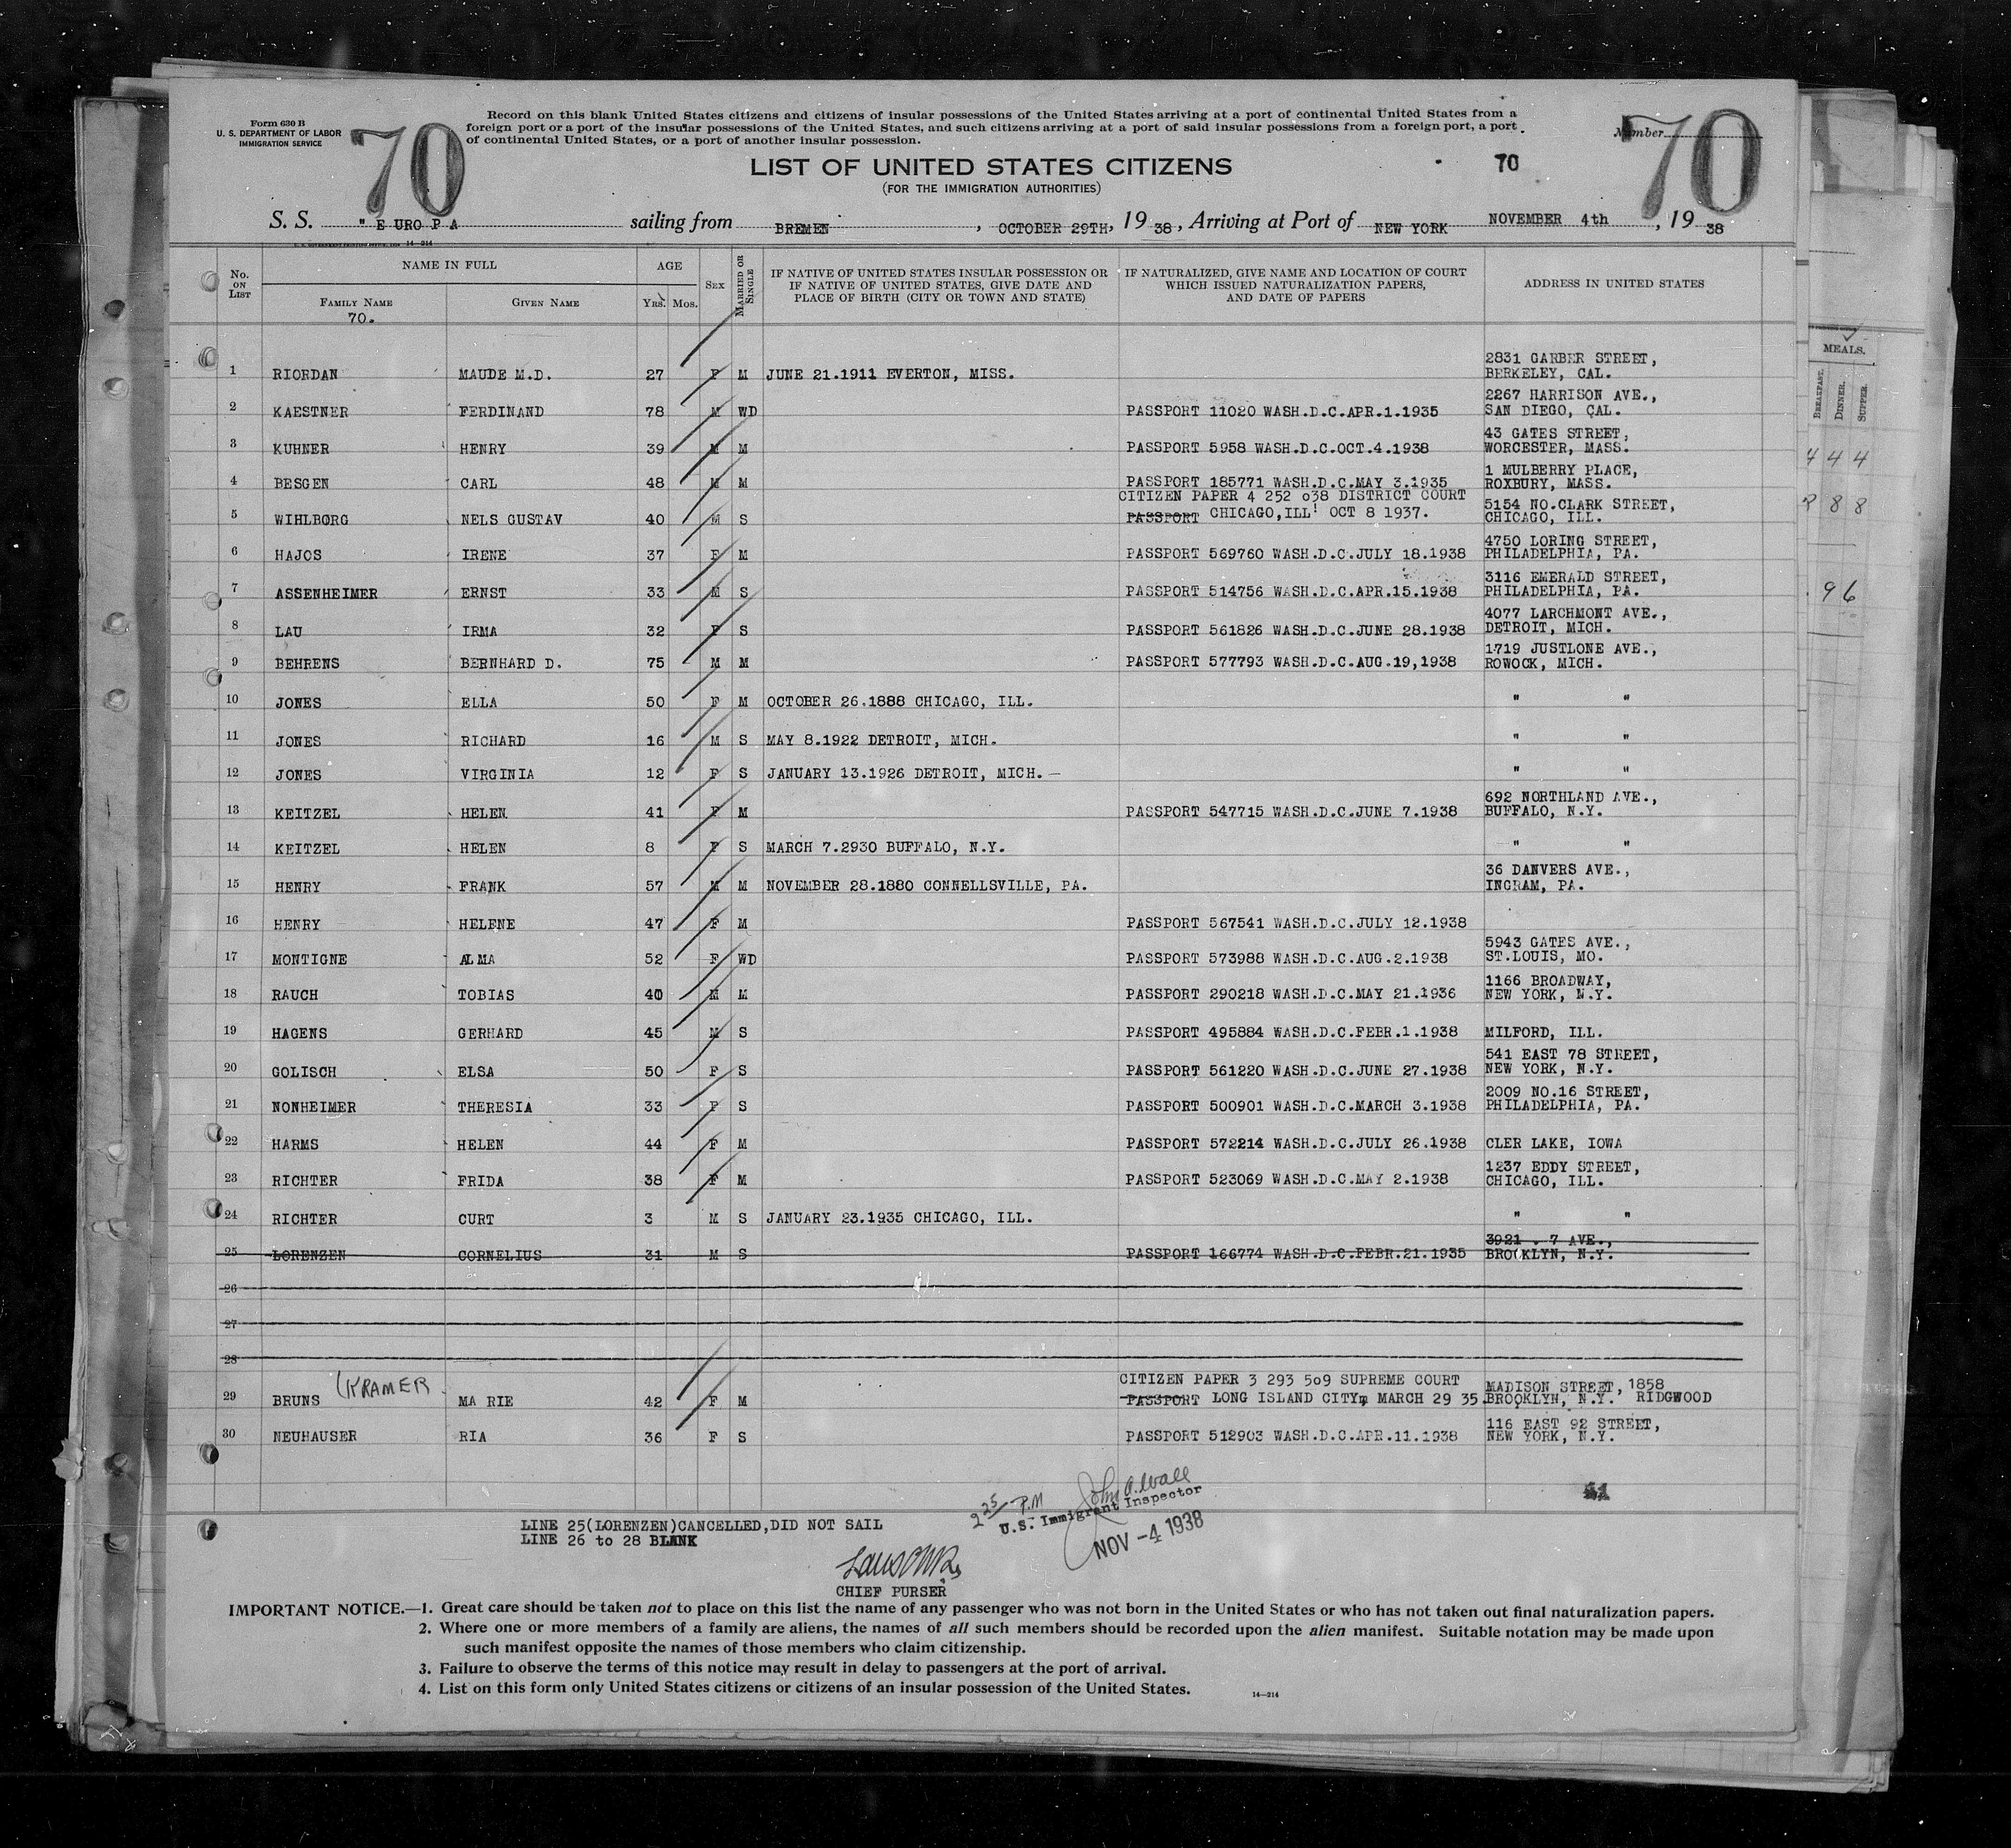 Form 630 B
U. S. DEPARTMENT OF LABOR
IMMIGRATION SERVICE
70
Record on this blank United States citizens and citizens of insular possessions of the United States arriving at a port of continental United States from a
foreign port or a port of the insular possessions of the United States, and such citizens arriving at a port of said insular possessions from a foreign port, a port
of continental United States, or a port of another insular possession.
Number
70
LIST OF UNITED STATES CITIZENS
(FOR THE IMMIGRATION AUTHORITIES)
70
S. S. " E URO P A sailing from BREMEN, OCTOBER 29TH, 19 38, Arriving at Port of NEW YORK NOVEMBER 4th, 19 38
14—214
No. ON LIST NAME IN FULL AGE SEX MARRIED OR SINGLE IF NATIVE OF UNITED STATES INSULAR POSSESSION OR IF NATIVE OF UNITED STATES, GIVE DATE AND PLACE OF BIRTH (CITY OR TOWN AND STATE) IF NATURALIZED, GIVE NAME AND LOCATION OF COURT WHICH ISSUED NATURALIZATION PAPERS, AND DATE OF PAPERS ADDRESS IN UNITED STATES
FAMILY NAME GIVEN NAME YRS. MOS.
70.
MEALS.
BREAKFAST. DINNER. SUPPER.
4 4 4
8 8
96
2831 GARBER STREET,
1 RIORDAN MAUDE M.D. 27 F M JUNE 21.1911 EVERTON, MISS. BERKELEY, CAL.
2267 HARRISON AVE.,
2 KAESTNER FERDINAND 78 M WD PASSPORT 11020 WASH.D.C.APR.1.1935 SAN DIEGO, CAL.
43 GATES STREET,
3 KUHNER HENRY 39 M M PASSPORT 5958 WASH.D.C.OCT.4.1938 WORCESTER, MASS.
1 MULBERRY PLACE,
4 BESGEN CARL 48 M M PASSPORT 185771 WASH.D.C.MAY 3.1935 ROXBURY, MASS.
CITIZEN PAPER 4 252 038 DISTRICT COURT 5154 NO.CLARK STREET,
5 WIHLBORG NELS GUSTAV 40 M S PASSPORT CHICAGO,ILL! OCT 8 1937. CHICAGO, ILL.
4750 LORING STREET,
6 HAJOS IRENE 37 F M PASSPORT 569760 WASH.D.C.JULY 18.1938 PHILADELPHIA, PA.
3116 EMERALD STREET,
7 ASSENHEIMER ERNST 33 M S PASSPORT 514756 WASH.D.C.APR.15.1938 PHILADELPHIA, PA.
4077 LARCHMONT AVE.,
8 LAU IRMA 32 F S PASSPORT 561826 WASH.D.C.JUNE 28.1938 DETROIT, MICH.
1719 JUSTLONE AVE.,
9 BEHRENS BERNHARD D. 75 M M PASSPORT 577793 WASH.D.C.AUG.19,1938 ROWOCK, MICH.
10 JONES ELLA 50 F M OCTOBER 26.1888 CHICAGO, ILL. " "
11 JONES RICHARD 16 M S MAY 8.1922 DETROIT, MICH. " "
12 JONES VIRGINIA 12 F S JANUARY 13.1926 DETROIT, MICH. — " "
692 NORTHLAND AVE.,
13 KEITZEL HELEN 41 F M PASSPORT 547715 WASH.D.C.JUNE 7.1938 BUFFALO, N.Y.
14 KEITZEL HELEN 8 F S MARCH 7.2930 BUFFALO, N.Y. " "
36 DANVERS AVE.,
15 HENRY FRANK 57 M M NOVEMBER 28.1880 CONNELLSVILLE, PA. INGRAM, PA.
16 HENRY HELENE 47 F M PASSPORT 567541 WASH.D.C.JULY 12.1938
5943 GATES AVE.,
17 MONTIGNE ALMA 52 F WD PASSPORT 573988 WASH.D.C.AUG.2.1938 ST.LOUIS, MO.
1166 BROADWAY,
18 RAUCH TOBIAS 40 M M PASSPORT 290218 WASH.D.C.MAY 21.1936 NEW YORK, N.Y.
19 HAGENS GERHARD 45 M S PASSPORT 495884 WASH.D.C.FEBR.1.1938 MILFORD, ILL.
541 EAST 78 STREET,
20 GOLISCH ELSA 50 F S PASSPORT 561220 WASH.D.C.JUNE 27.1938 NEW YORK, N.Y.
2009 NO.16 STREET,
21 NONHEIMER THERESIA 33 F S PASSPORT 500901 WASH.D.C.MARCH 3.1938 PHILADELPHIA, PA.
22 HARMS HELEN 44 F M PASSPORT 572214 WASH.D.C.JULY 26.1938 CLER LAKE, IOWA
1237 EDDY STREET,
23 RICHTER FRIDA 38 F M PASSPORT 523069 WASH.D.C.MAY 2.1938 CHICAGO, ILL.
24 RICHTER CURT 3 M S JANUARY 23.1935 CHICAGO, ILL. " "
3921 . 7 AVE.,
25 LORENZEN CORNELIUS 31 M S PASSPORT 166774 WASH.D.C.FEBR.21.1935 BROOKLYN, N.Y.
26
27
28
KRAMER CITIZEN PAPER 3 293 509 SUPREME COURT MADISON STREET, 1858
29 BRUNS MA RIE 42 F M PASSPORT LONG ISLAND CITY, MARCH 29 35. BROOKLYN, N.Y. RIDGWOOD
116 EAST 92 STREET,
30 NEUHAUSER RIA 36 F S PASSPORT 512903 WASH.D.C.APR.11.1938 NEW YORK, N.Y.
2 25/ P.M John A. Wall
U.S. Immigrant Inspector
NOV -4 1938
LINE 25(LORENZEN)CANCELLED,DID NOT SAIL
LINE 26 to 28 BLANK
CHIEF PURSER
IMPORTANT NOTICE.—1. Great care should be taken not to place on this list the name of any passenger who was not born in the United States or who has not taken out final naturalization papers.
2. Where one or more members of a family are aliens, the names of all such members should be recorded upon the alien manifest. Suitable notation may be made upon
such manifest opposite the names of those members who claim citizenship.
3. Failure to observe the terms of this notice may result in delay to passengers at the port of arrival.
4. List on this form only United States citizens or citizens of an insular possession of the United States.
14—214